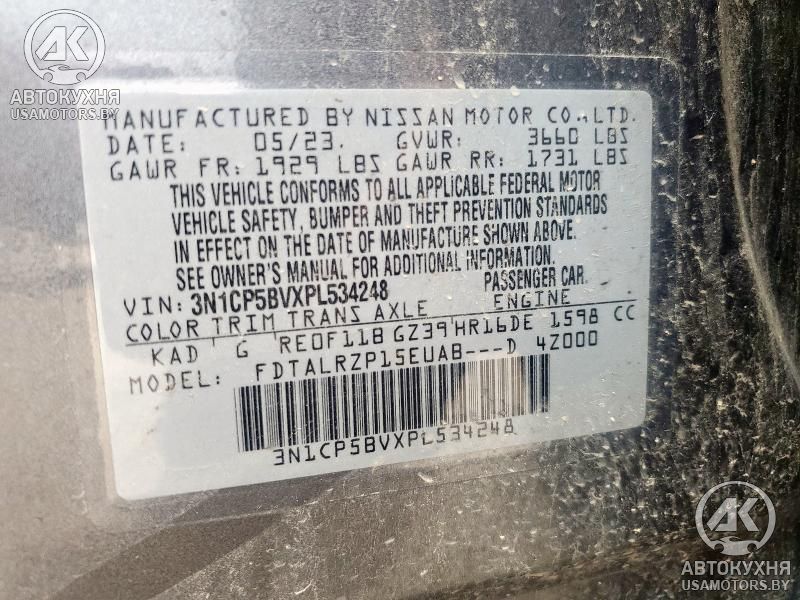 AK
АВТОКУХНЯ
USAMOTORS.BY
MANUFACTURED BY NISSAN MOTOR CO.LTD.
DATE: 05/23. GVWR: 3660 LBS
GAWR FR: 1929 LBS GAWR RR: 1731 LBS
THIS VEHICLE CONFORMS TO ALL APPLICABLE FEDERAL MOTOR
VEHICLE SAFETY, BUMPER AND THEFT PREVENTION STANDARDS
IN EFFECT ON THE DATE OF MANUFACTURE SHOWN ABOVE.
SEE OWNER'S MANUAL FOR ADDITIONAL INFORMATION.
VIN: 3N1CP5BVXPL534248 PASSENGER CAR.
COLOR TRIM TRANS AXLE ENGINE
KAD G RE0F11B GZ39 HR16DE 1598 CC
MODEL: FDTALRZP15EUAB---D 4Z000
3N1CP5BVXPL534248
AK
АВТОКУХНЯ
USAMOTORS.BY